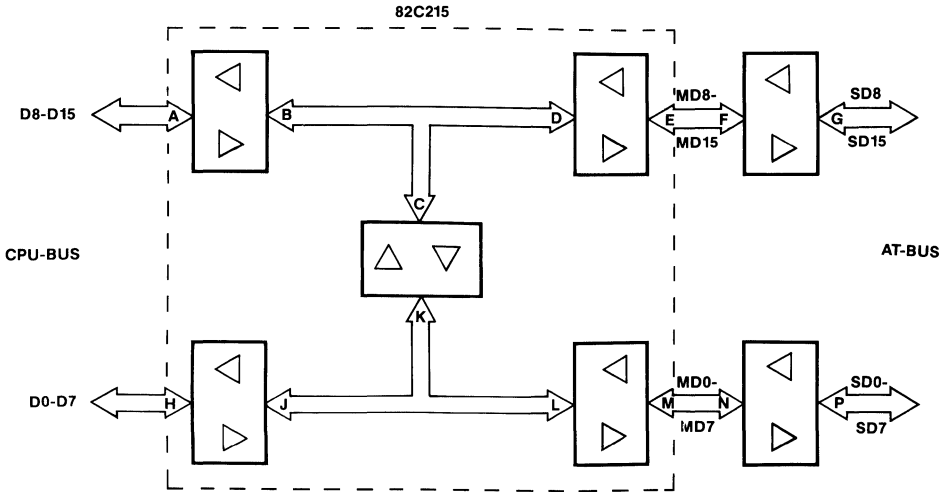 82C215
D8-D15
A
B
D
E
MD8-
MD15
F
G
SD8
SD15
C
CPU-BUS
AT-BUS
K
D0-D7
H
J
L
M
MD0-
MD7
N
P
SD0-
SD7